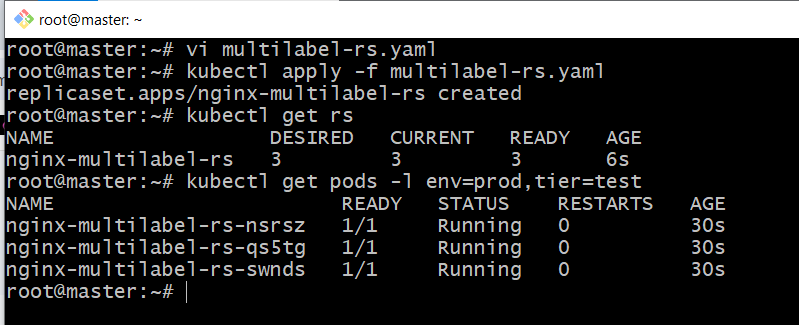 root@master: ~
root@master:~# vi multilabel-rs.yaml
root@master:~# kubectl apply -f multilabel-rs.yaml
replicaset.apps/nginx-multilabel-rs created
root@master:~# kubectl get rs
NAME DESIRED CURRENT READY AGE
nginx-multilabel-rs 3 3 3 6s
root@master:~# kubectl get pods -l env=prod,tier=test
NAME READY STATUS RESTARTS AGE
nginx-multilabel-rs-nsrsz 1/1 Running 0 30s
nginx-multilabel-rs-qs5tg 1/1 Running 0 30s
nginx-multilabel-rs-swnds 1/1 Running 0 30s
root@master:~#